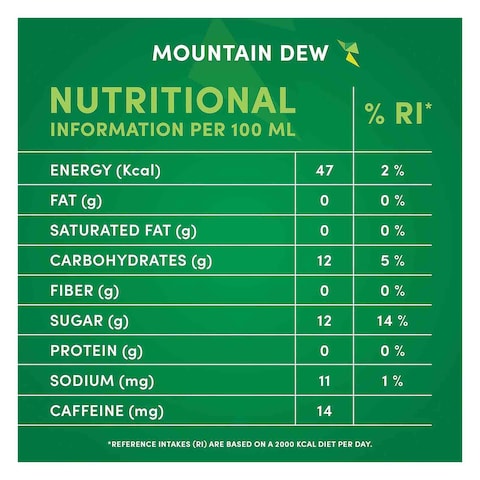 MOUNTAIN DEW
NUTRITIONAL
INFORMATION PER 100 ML
% RI*
ENERGY (Kcal) 47 2 %
FAT (g) 0 0 %
SATURATED FAT (g) 0 0 %
CARBOHYDRATES (g) 12 5 %
FIBER (g) 0 0 %
SUGAR (g) 12 14 %
PROTEIN (g) 0 0 %
SODIUM (mg) 11 1 %
CAFFEINE (mg) 14
*REFERENCE INTAKES (RI) ARE BASED ON A 2000 KCAL DIET PER DAY.